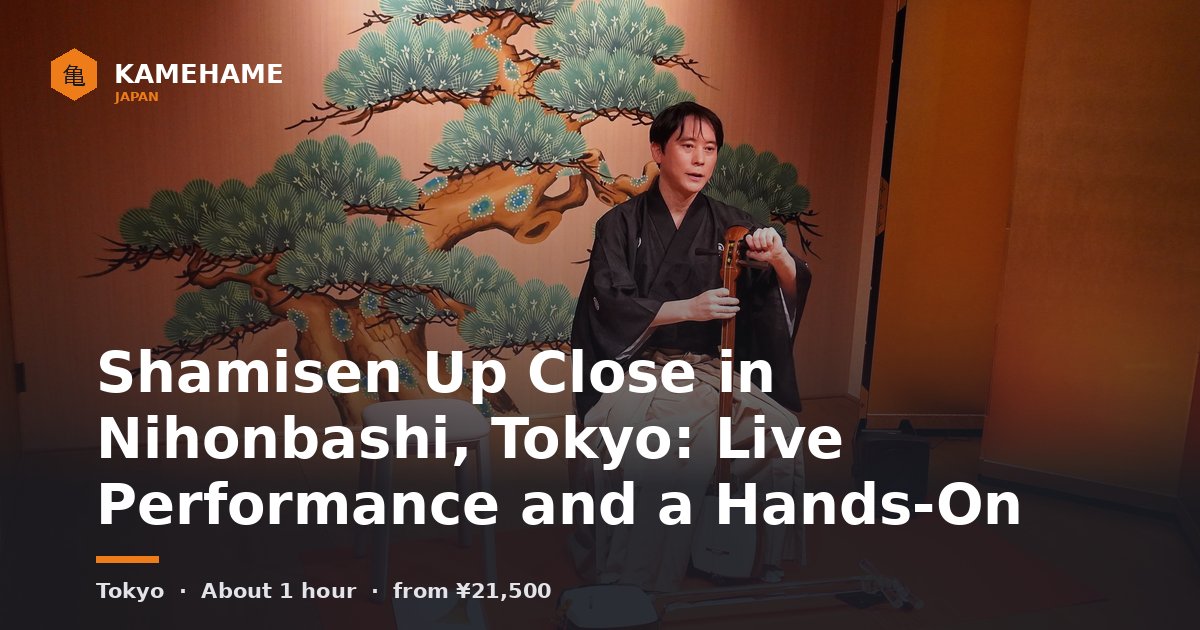 亀
KAMEHAME
JAPAN
Shamisen Up Close in
Nihonbashi, Tokyo: Live
Performance and a Hands-On
Tokyo · About 1 hour · from ¥21,500